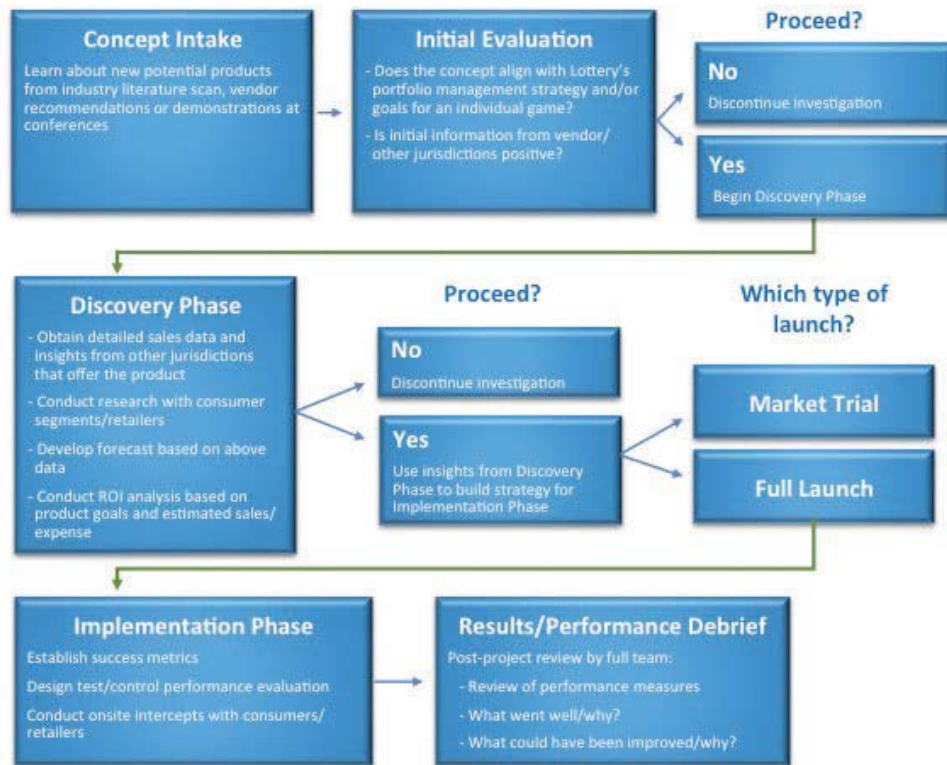 Concept Intake
Learn about new potential products
from industry literature scan, vendor
recommendations or demonstrations at
conferences
Initial Evaluation
- Does the concept align with Lottery's
portfolio management strategy and/or
goals for an individual game?
- Is initial information from vendor/
other jurisdictions positive?
Proceed?
No
Discontinue investigation
Yes
Begin Discovery Phase
Discovery Phase
- Obtain detailed sales data and
insights from other jurisdictions
that offer the product
- Conduct research with consumer
segments/retailers
- Develop forecast based on above
data
- Conduct ROI analysis based on
product goals and estimated sales/
expense
Proceed?
No
Discontinue investigation
Yes
Use insights from Discovery
Phase to build strategy for
Implementation Phase
Which type of
launch?
Market Trial
Full Launch
Implementation Phase
Establish success metrics
Design test/control performance evaluation
Conduct onsite intercepts with consumers/
retailers
Results/Performance Debrief
Post-project review by full team:
- Review of performance measures
- What went well/why?
- What could have been improved/why?